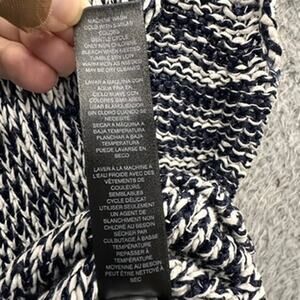 MACHINE WASH
COLD WITH SIMILAR
COLORS
GENTLE CYCLE
ONLY NON CHLORINE
BLEACH WHEN NEEDED
TUMBLE DRY LOW
WARM IRON AS NEEDED
MAY BE DRY CLEANED
LAVAR A MAQUINA CON
AGUA FRIA EN
CICLO SUAVE CON
COLORES SIMILARES
USAR BLANQUEADOR
SIN CLORO CUANDO SE
NECESITE
SECAR A MAQUINA A
BAJA TEMPERATURA
PLANCHAR A BAJA
TEMPERATURA
PUEDE LAVARSE EN
SECO
LAVER À LA MACHINE A
L'EAU FROIDE AVEC DES
VÊTEMENTS DE
COULEURS
SEMBLABLES
CYCLE DÉLICAT
UTILISER SEULEMENT
UN AGENT DE
BLANCHIMENT NON
CHLORÉ AU BESOIN
SÉCHER PAR
CULBUTAGE À BASSE
TEMPÉRATURE
REPASSER À
TEMPÉRATURE
MOYENNE AU BESOIN
PEUT ÊTRE NETTOYÉ À
SEC